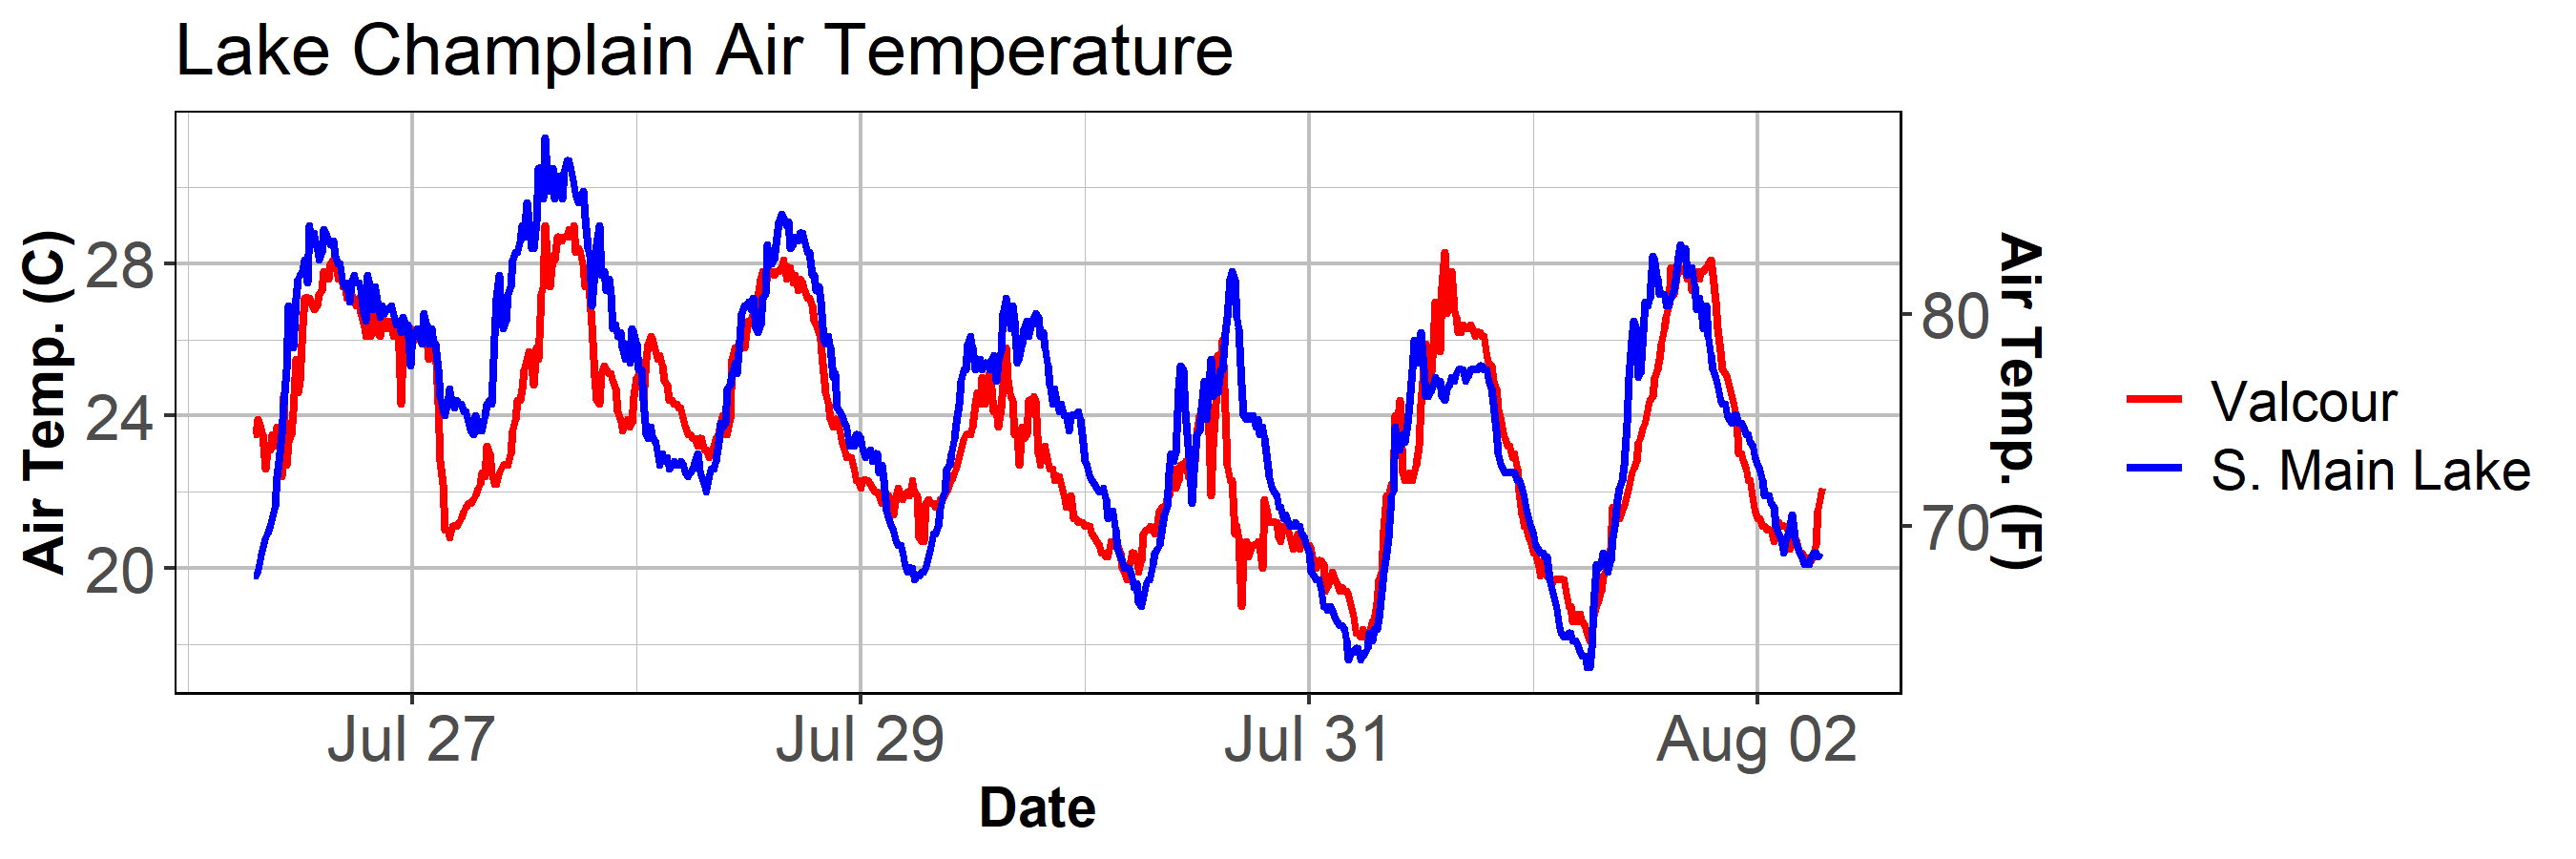 Lake Champlain Air Temperature
Air Temp. (C)
28
24
20
Air Temp. (F)
80
70
Valcour
S. Main Lake
Jul 27
Jul 29
Jul 31
Aug 02
Date